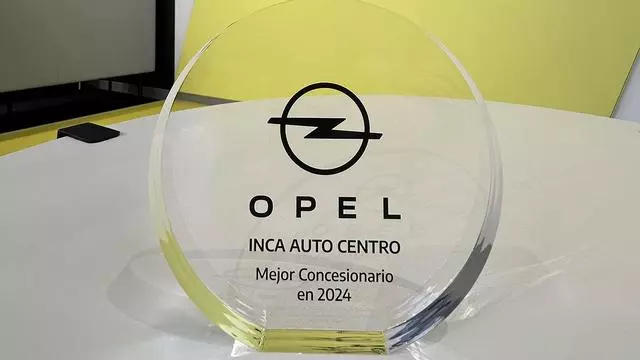 OPEL
INCA AUTO CENTRO
Mejor Concesionario
en 2024